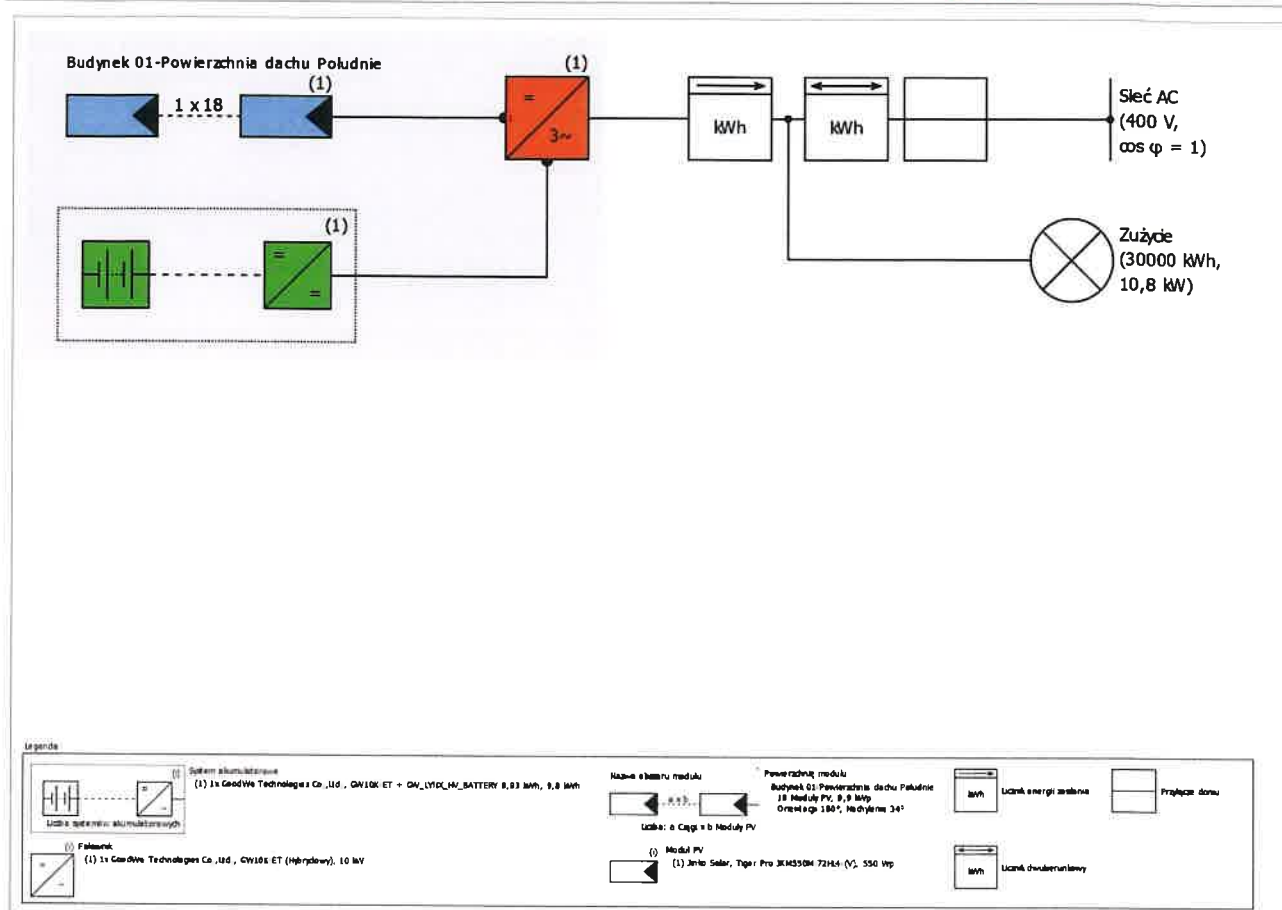 Budynek 01-Powierzchnia dachu Południe
(1)
1 x 18
(1)
=
3~
kWh
kWh
Sieć AC
(400 V,
cos φ = 1)
(1)
=
=
Zużycie
(30000 kWh,
10,8 kW)
Legenda
(i) System akumulatorowe
(1) 1x GoodWe Technologies Co.,Ltd., GW10K ET + GW_LYNX_HV_BATTERY 8,83 kWh, 9,8 kWh
Liczba systemów akumulatorowych
(i) Falownik
(1) 1x GoodWe Technologies Co.,Ltd., GW10K ET (Hybrydowy), 10 kW
Nazwa obszaru modułu
a x b
Liczba: a Ciągi x b Moduły PV
Powierzchnię modułu
Budynek 01-Powierzchnia dachu Południe
18 Moduły PV, 9,9 kWp
Orientacja 180°, Nachylenie 34°
(i) Moduł PV
(1) Jinko Solar, Tiger Pro JKM550M 72HL4-(V), 550 Wp
kWh
Licznik energii zasilania
kWh
Licznik dwukierunkowy
Przyłącze domu